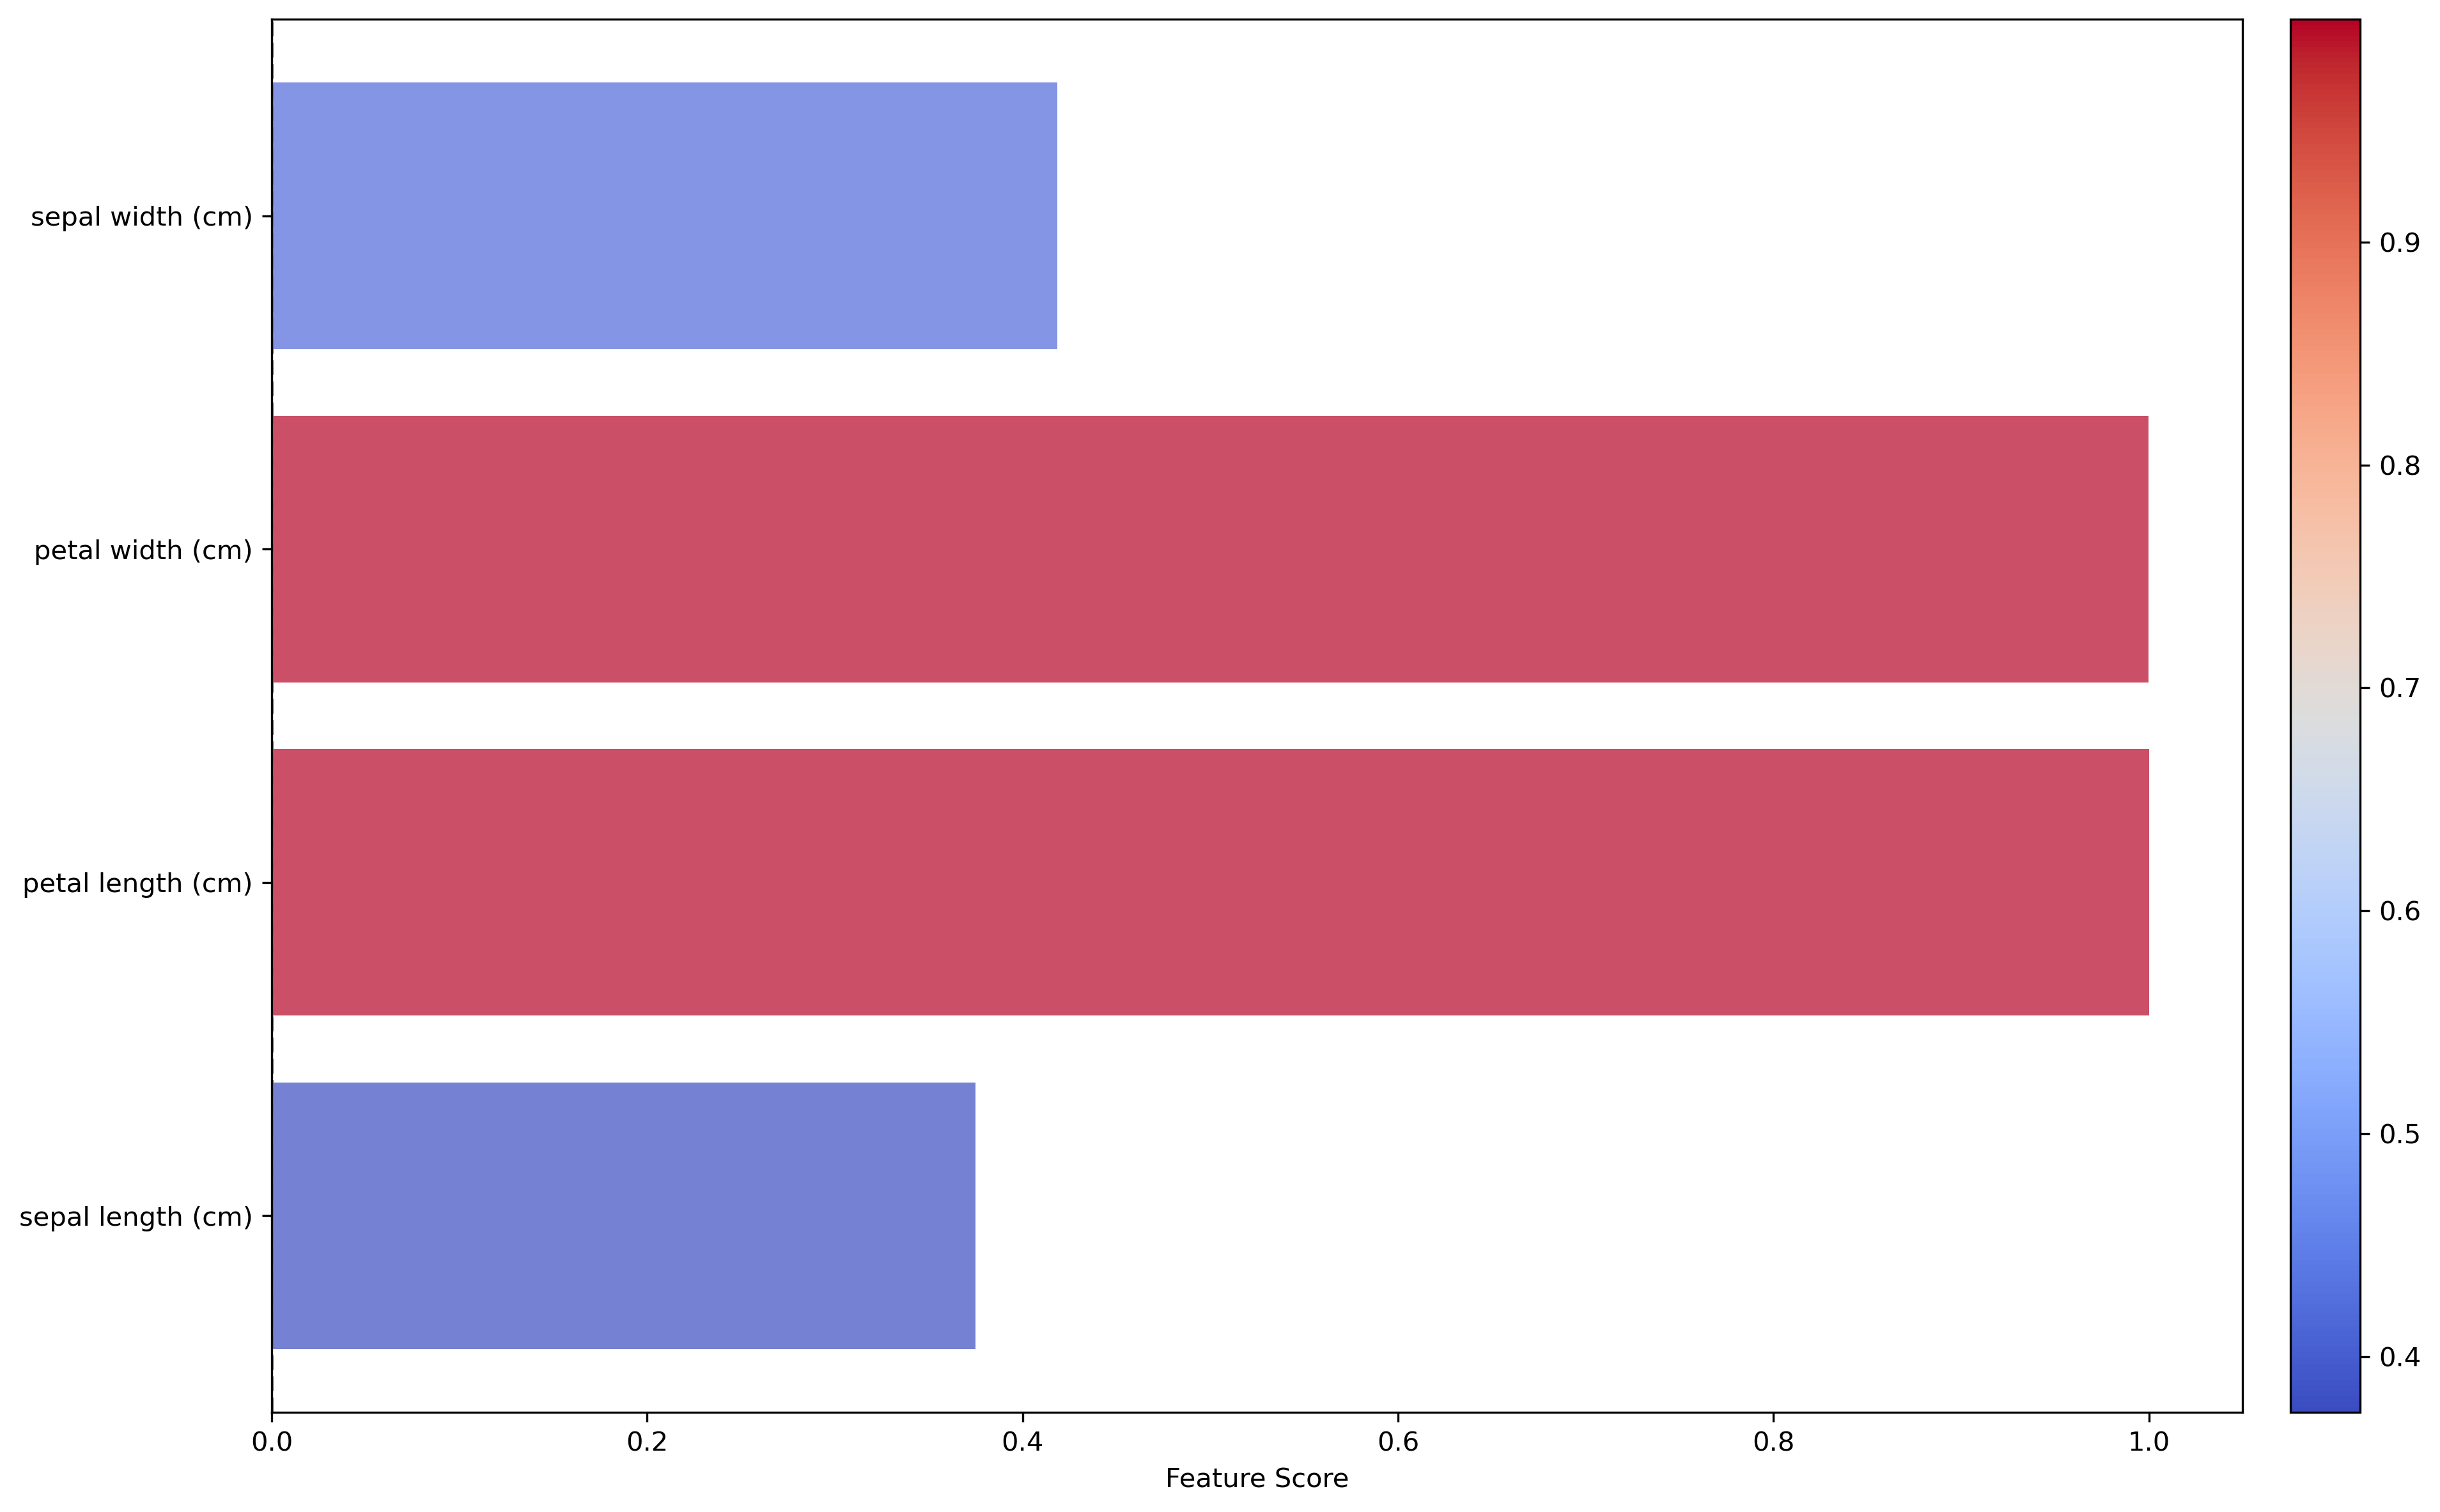 sepal width (cm)
petal width (cm)
petal length (cm)
sepal length (cm)
0.0 0.2 0.4 0.6 0.8 1.0
Feature Score
0.9
0.8
0.7
0.6
0.5
0.4